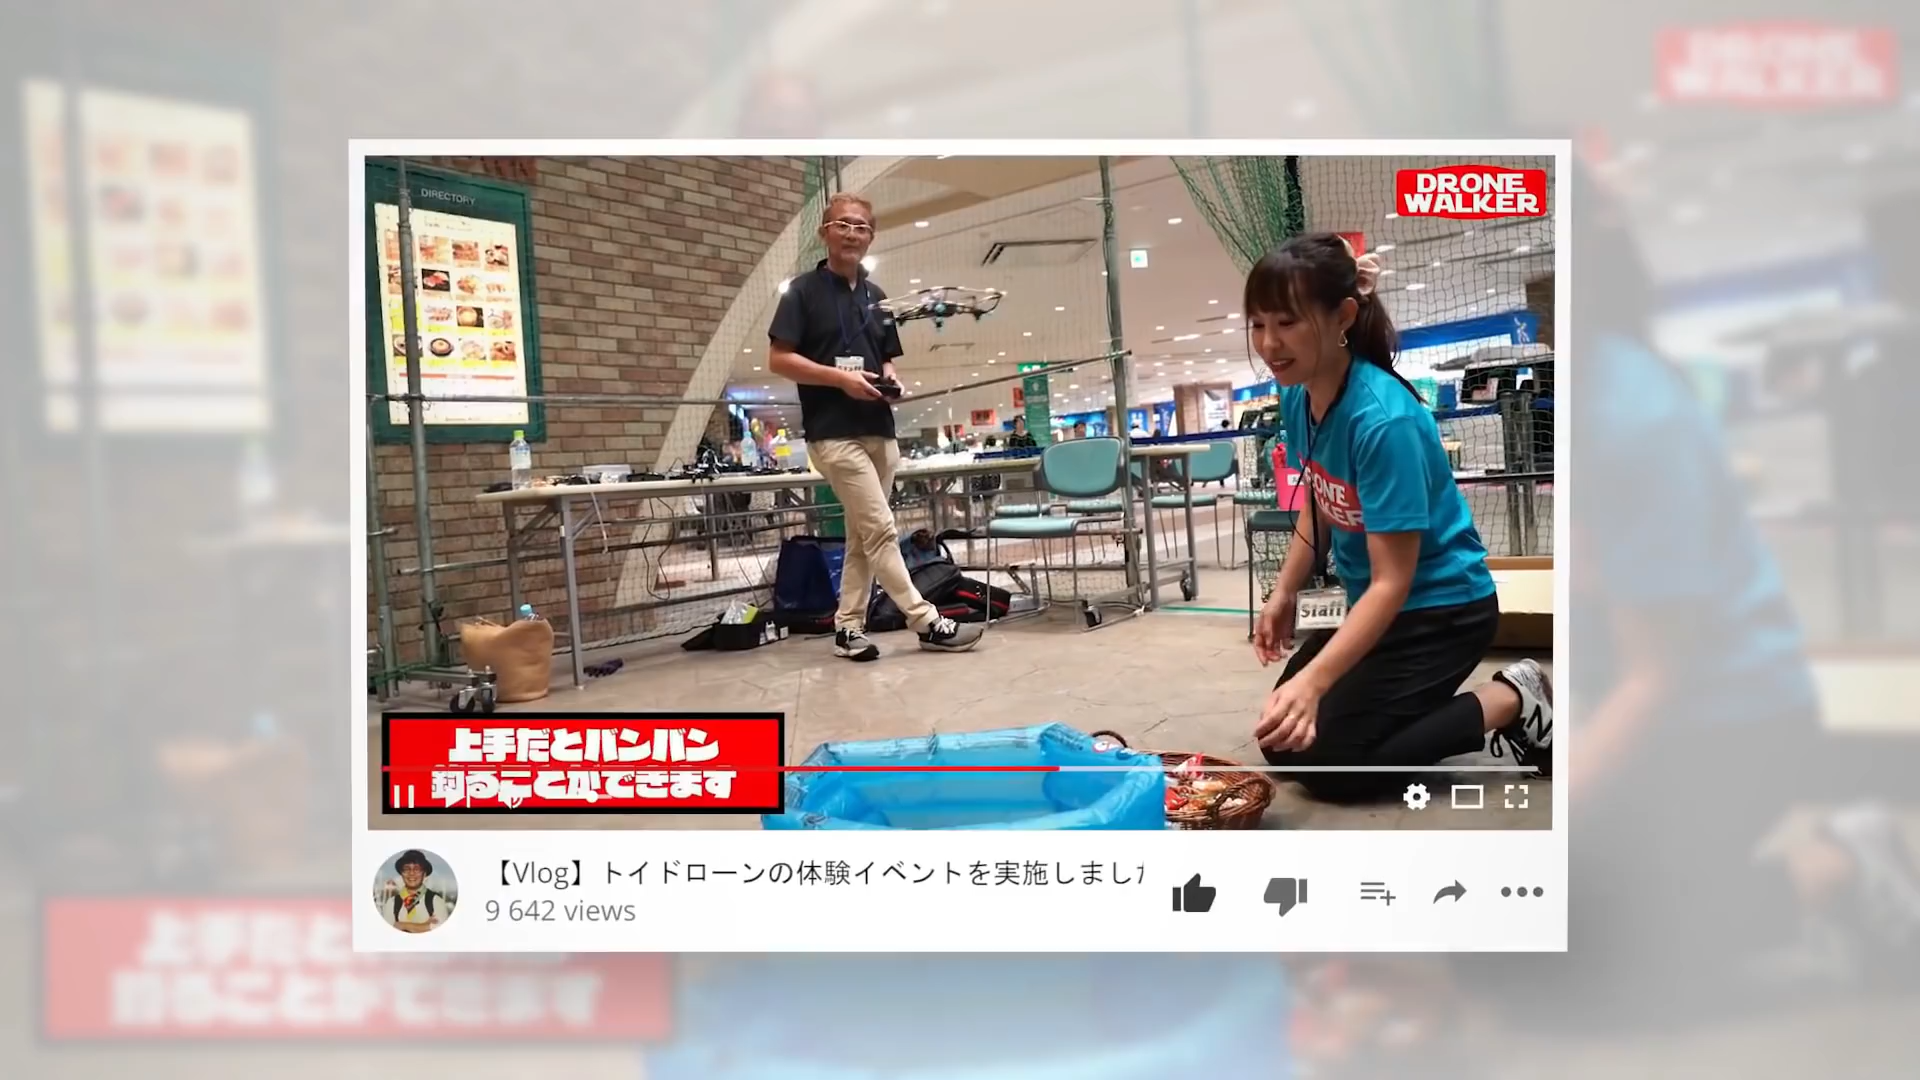 DIRECTORY
DRONE
WALKER
Staff
DRONE
WALKER
Staff
上手だとバンバン
釣ることができます
【Vlog】トイドローンの体験イベントを実施しまし
9 642 views